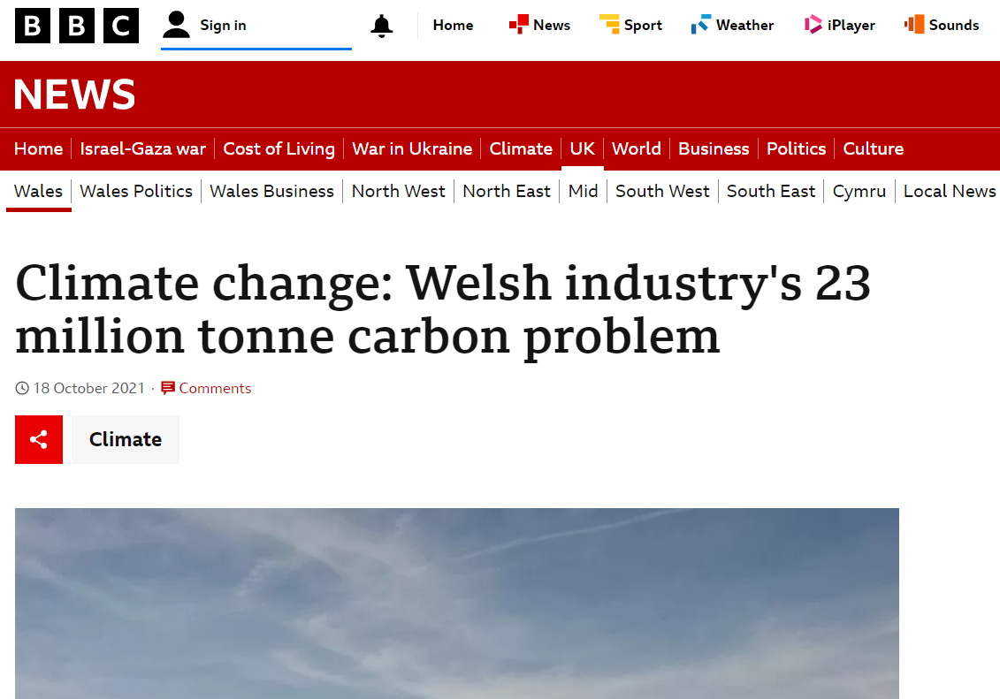 BBC Sign in Home News Sport Weather iPlayer Sounds
NEWS
Home Israel-Gaza war Cost of Living War in Ukraine Climate UK World Business Politics Culture
Wales Wales Politics Wales Business North West North East Mid South West South East Cymru Local News
Climate change: Welsh industry's 23
million tonne carbon problem
18 October 2021 · Comments
Climate